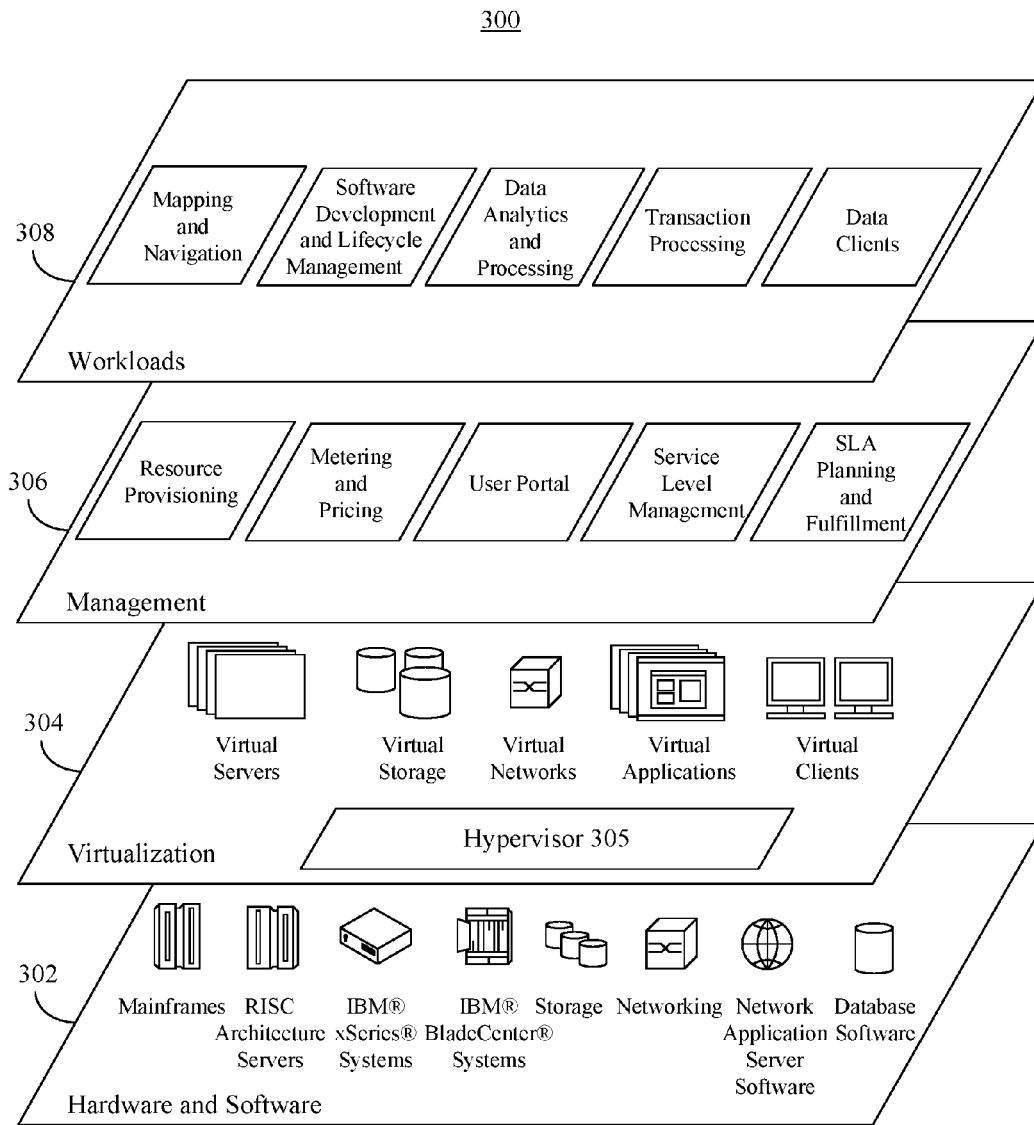 300
Mapping
and
Navigation
Software
Development
and Lifecycle
Management
Data
Analytics
and
Processing
Transaction
Processing
Data
Clients
308
Workloads
Resource
Provisioning
Metering
and
Pricing
User Portal
Service
Level
Management
SLA
Planning
and
Fulfillment
306
Management
Virtual
Servers
Virtual
Storage
Virtual
Networks
Virtual
Applications
Virtual
Clients
304
Hypervisor 305
Virtualization
302
Mainframes
RISC
Architecture
Servers
IBM®
xSeries®
Systems
IBM®
BladeCenter®
Systems
Storage
Networking
Network
Application
Server
Software
Database
Software
Hardware and Software